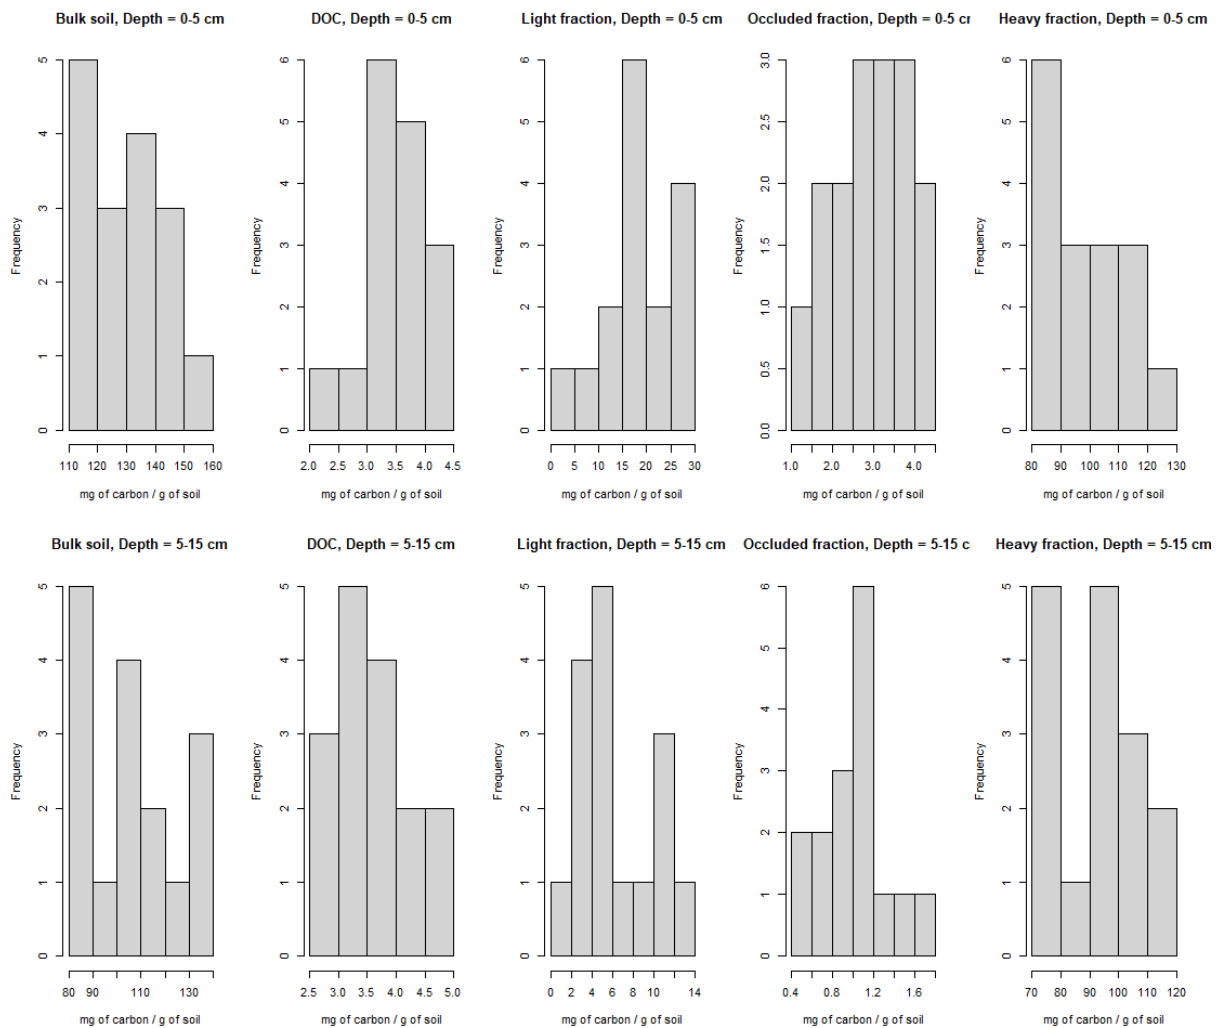 Bulk soil, Depth = 0-5 cm
Frequency
0 1 2 3 4 5
110 120 130 140 150 160
mg of carbon / g of soil
DOC, Depth = 0-5 cm
Frequency
0 1 2 3 4 5 6
2.0 2.5 3.0 3.5 4.0 4.5
mg of carbon / g of soil
Light fraction, Depth = 0-5 cm
Frequency
0 1 2 3 4 5 6
0 5 10 15 20 25 30
mg of carbon / g of soil
Occluded fraction, Depth = 0-5 c
Frequency
0.0 0.5 1.0 1.5 2.0 2.5 3.0
1.0 2.0 3.0 4.0
mg of carbon / g of soil
Heavy fraction, Depth = 0-5 cm
Frequency
0 1 2 3 4 5 6
80 90 100 110 120 130
mg of carbon / g of soil
Bulk soil, Depth = 5-15 cm
Frequency
0 1 2 3 4 5
80 90 110 130
mg of carbon / g of soil
DOC, Depth = 5-15 cm
Frequency
0 1 2 3 4 5
2.5 3.0 3.5 4.0 4.5 5.0
mg of carbon / g of soil
Light fraction, Depth = 5-15 cm
Frequency
0 1 2 3 4 5
0 2 4 6 8 10 14
mg of carbon / g of soil
Occluded fraction, Depth = 5-15 c
Frequency
0 1 2 3 4 5 6
0.4 0.8 1.2 1.6
mg of carbon / g of soil
Heavy fraction, Depth = 5-15 cm
Frequency
0 1 2 3 4 5
70 80 90 100 110 120
mg of carbon / g of soil